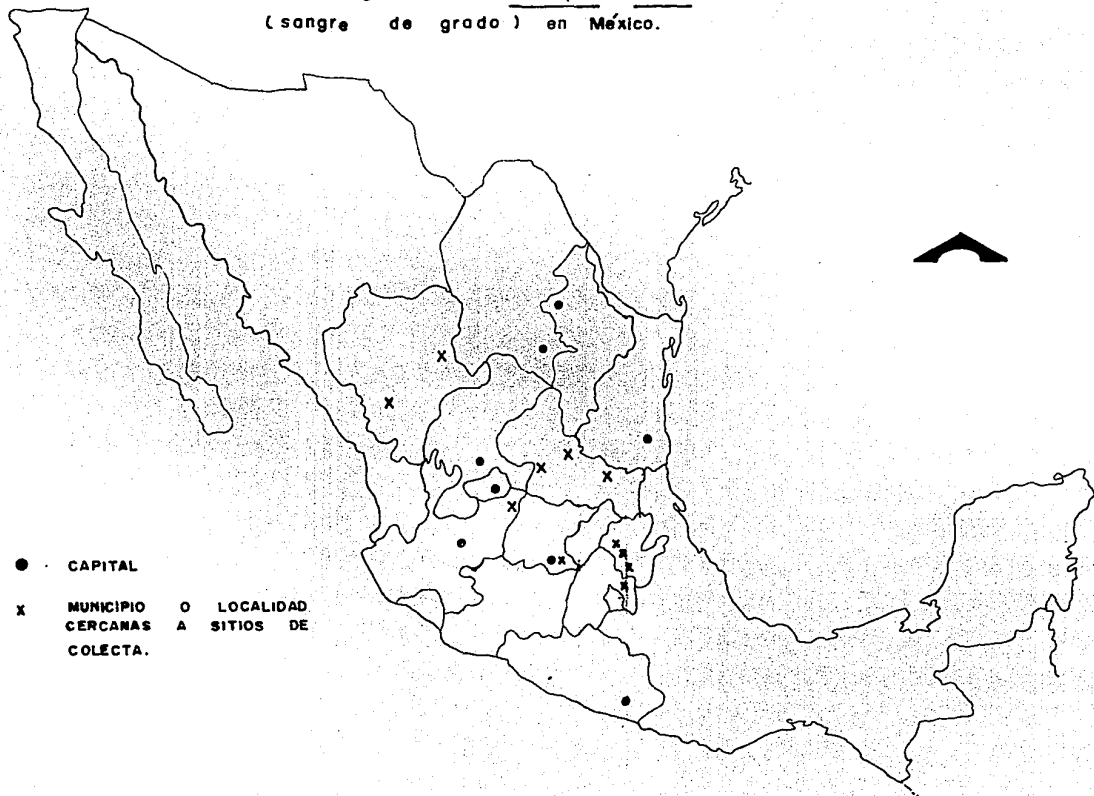 (sangre de grado) en México.
● CAPITAL
x MUNICIPIO O LOCALIDAD
CERCANAS A SITIOS DE
COLECTA.